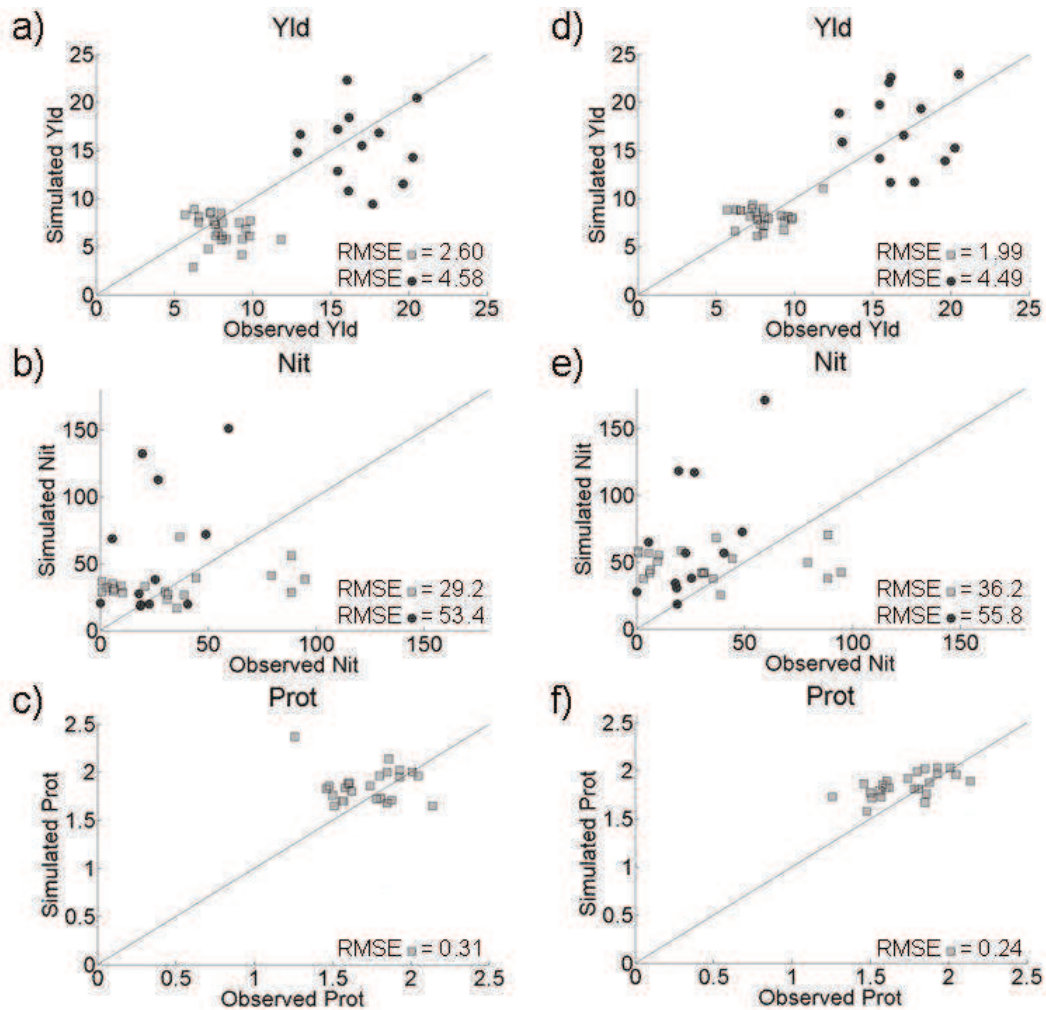 a)
Yld
25
20
15
10
5
0
Simulated Yld
RMSE = 2.60
RMSE = 4.58
0 5 10 15 20 25
Observed Yld
d)
Yld
25
20
15
10
5
0
Simulated Yld
RMSE = 1.99
RMSE = 4.49
0 5 10 15 20 25
Observed Yld
b)
Nit
150
100
50
0
Simulated Nit
RMSE = 29.2
RMSE = 53.4
0 50 100 150
Observed Nit
e)
Nit
150
100
50
0
Simulated Nit
RMSE = 36.2
RMSE = 55.8
0 50 100 150
Observed Nit
c)
Prot
2.5
2
1.5
1
0.5
0
Simulated Prot
RMSE = 0.31
0 0.5 1 1.5 2 2.5
Observed Prot
f)
Prot
2.5
2
1.5
1
0.5
0
Simulated Prot
RMSE = 0.24
0 0.5 1 1.5 2 2.5
Observed Prot